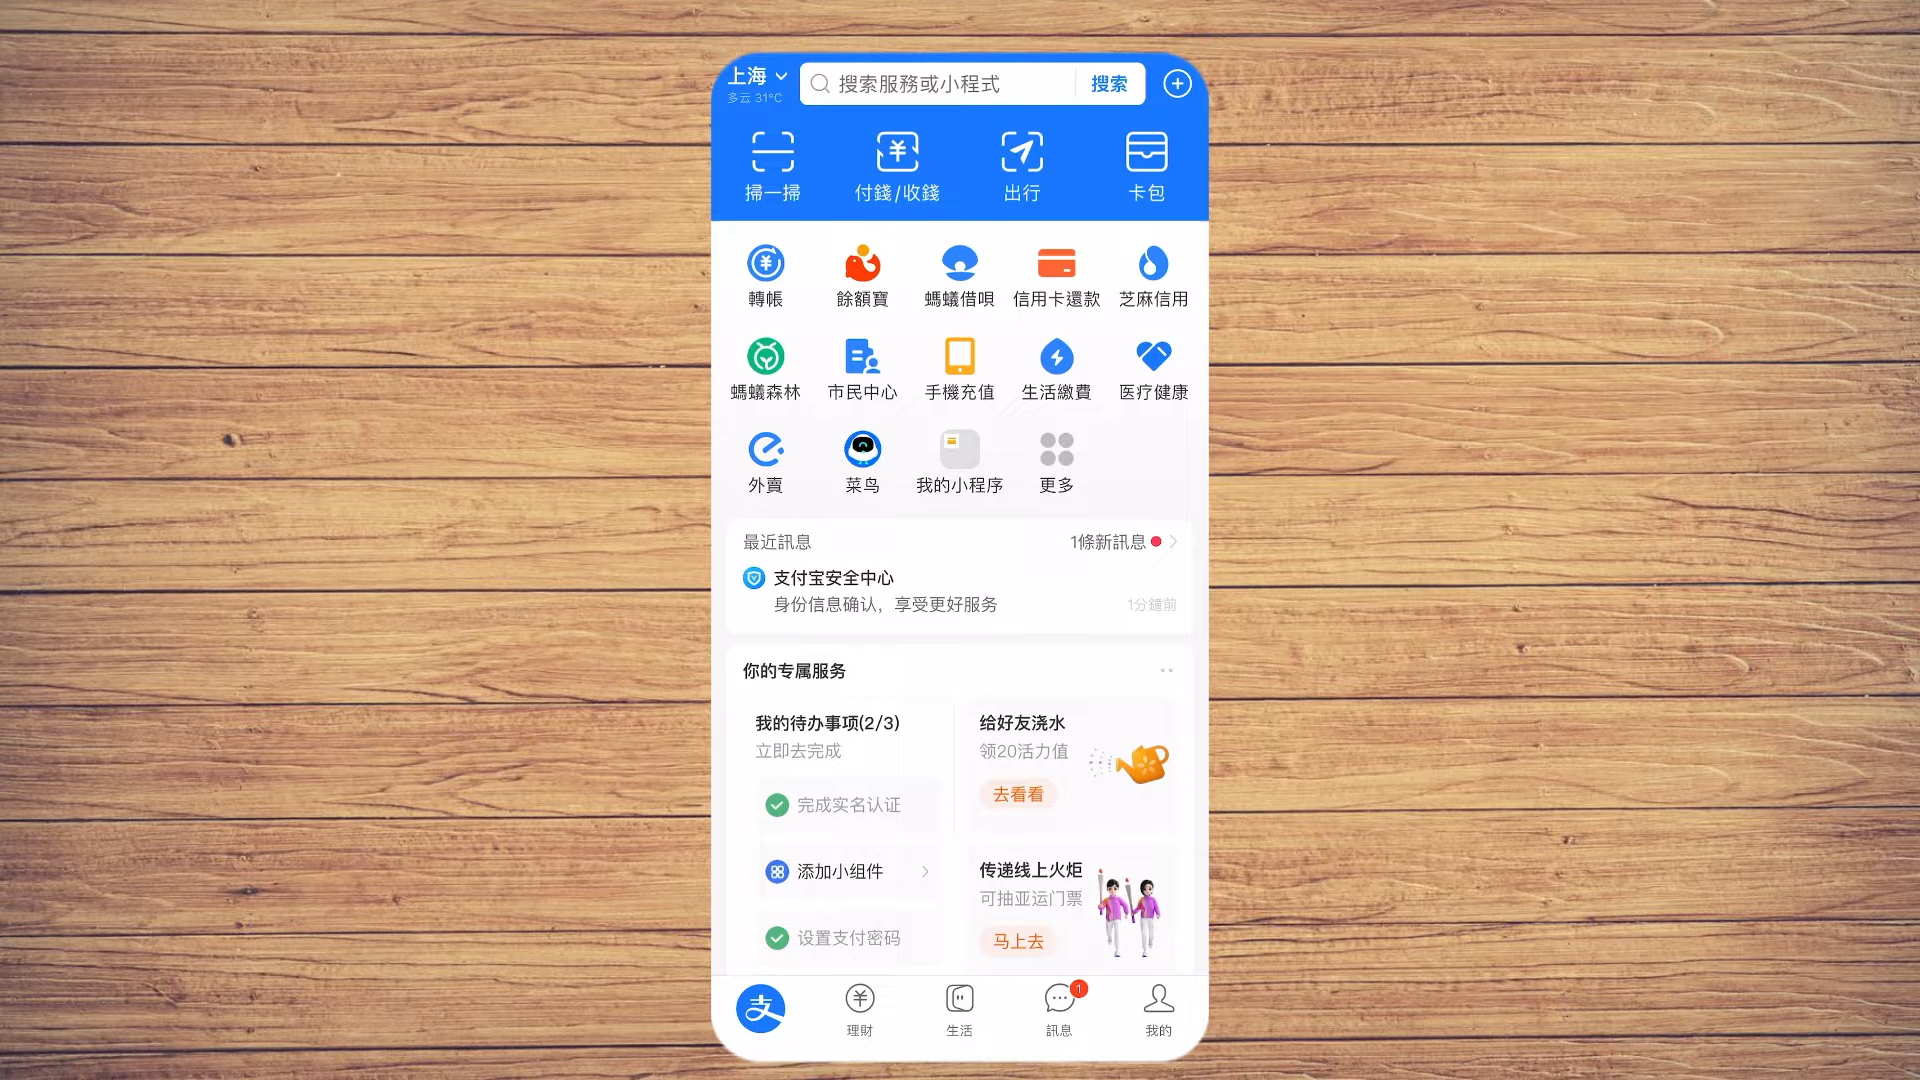 上海
多云 31°C
搜索服務或小程式
搜索
掃一掃
付錢/收錢
出行
卡包
轉帳
餘額寶
螞蟻借唄
信用卡還款
芝麻信用
螞蟻森林
市民中心
手機充值
生活繳費
医疗健康
外賣
菜鸟
我的小程序
更多
最近訊息
1條新訊息
支付宝安全中心
身份信息确认，享受更好服务
1分鐘前
你的专属服务
我的待办事项(2/3)
立即去完成
完成实名认证
添加小组件
设置支付密码
给好友浇水
领20活力值
去看看
传递线上火炬
可抽亚运门票
马上去
支
理財
生活
1
訊息
我的